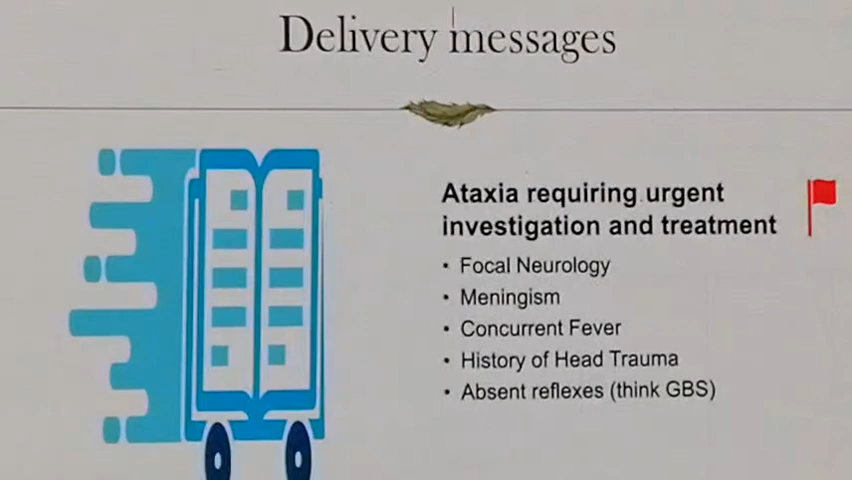 Delivery messages
Ataxia requiring urgent
investigation and treatment
• Focal Neurology
• Meningism
• Concurrent Fever
• History of Head Trauma
• Absent reflexes (think GBS)